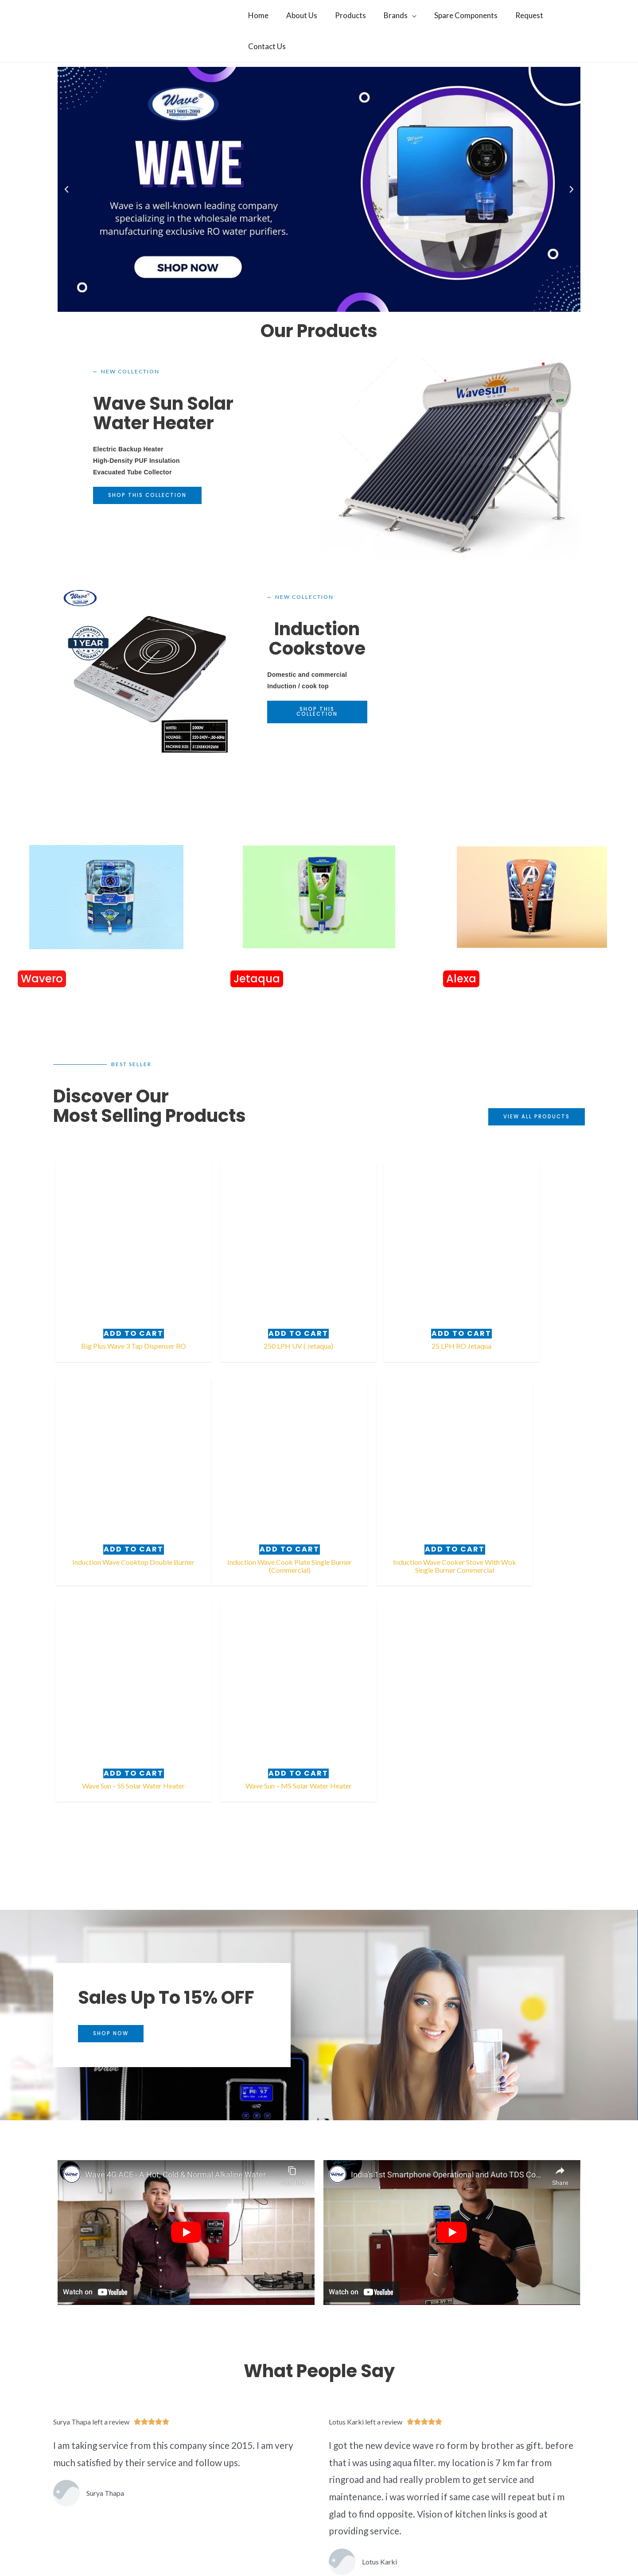 Home About Us Products Brands Spare Components Request
Contact Us
Wave
ISO 9001-2000
WAVE
Wave is a well-known leading company
specializing in the wholesale market,
manufacturing exclusive RO water purifiers.
SHOP NOW
Our Products
— NEW COLLECTION
Wave Sun Solar
Water Heater
Electric Backup Heater
High-Density PUF Insulation
Evacuated Tube Collector
SHOP THIS COLLECTION
Wavesun
Wave
1 YEAR
WATTS: 2000W
— NEW COLLECTION
Induction
Cookstove
Domestic and commercial
Induction / cook top
SHOP THIS
COLLECTION
Wavero
Jetaqua
Alexa
BEST SELLER
Discover Our
Most Selling Products
VIEW ALL PRODUCTS
ADD TO CART
Big Plus Wave 3 Tap Dispenser RO
ADD TO CART
250 LPH UV ( Jetaqua)
ADD TO CART
25 LPH RO Jetaqua
ADD TO CART
Induction Wave Cooktop Double Burner
ADD TO CART
Induction Wave Cook Plate Single Burner
(Commercial)
ADD TO CART
Induction Wave Cooker Stove With Wok
Single Burner Commercial
ADD TO CART
Wave Sun – SS Solar Water Heater
ADD TO CART
Wave Sun – MS Solar Water Heater
Sales Up To 15% OFF
SHOP NOW
Wave 4G ACE - A Hot, Cold & Normal Alkaline Water
Watch on YouTube
India's 1st Smartphone Operational and Auto TDS Co...
Share
Watch on YouTube
What People Say
Surya Thapa left a review
I am taking service from this company since 2015. I am very
much satisfied by their service and follow ups.
Surya Thapa
Lotus Karki left a review
I got the new device wave ro form by brother as gift. before
that i was using aqua filter. my location is 7 km far from
ringroad and had really problem to get service and
maintenance. i was worried if same case will repeat but i m
glad to find opposite. Vision of kitchen links is good at
providing service.
Lotus Karki